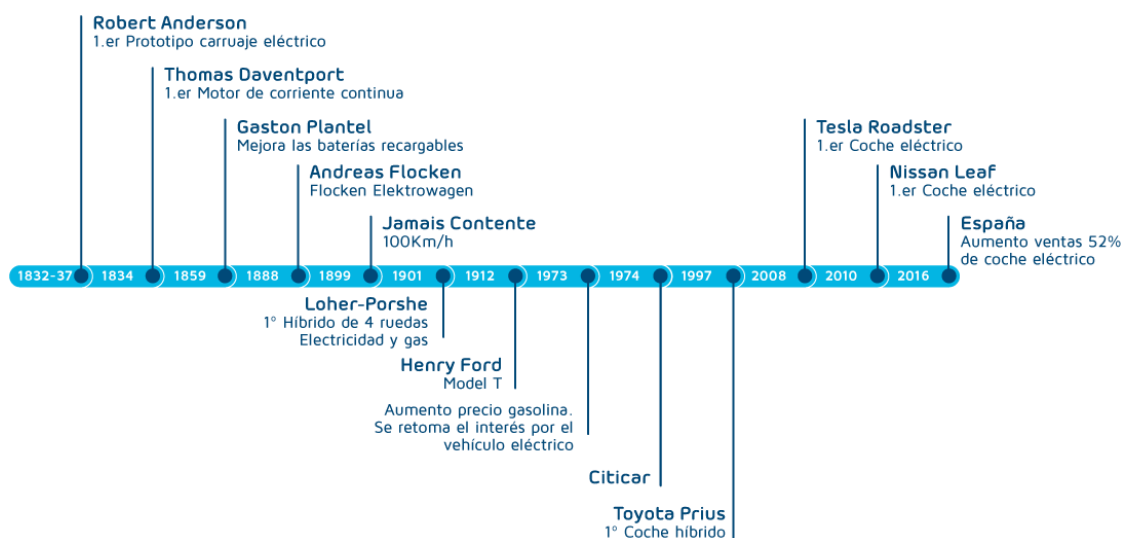 Robert Anderson
1.er Prototipo carruaje eléctrico
Thomas Daventport
1.er Motor de corriente continua
Gaston Plantel
Mejora las baterías recargables
Andreas Flocken
Flocken Elektrowagen
Jamais Contente
100Km/h
Tesla Roadster
1.er Coche eléctrico
Nissan Leaf
1.er Coche eléctrico
España
Aumento ventas 52%
de coche eléctrico
1832-37 1834 1859 1888 1899 1901 1912 1973 1974 1997 2008 2010 2016
Loher-Porshe
1° Híbrido de 4 ruedas
Electricidad y gas
Henry Ford
Model T
Aumento precio gasolina.
Se retoma el interés por el
vehículo eléctrico
Citicar
Toyota Prius
1° Coche híbrido